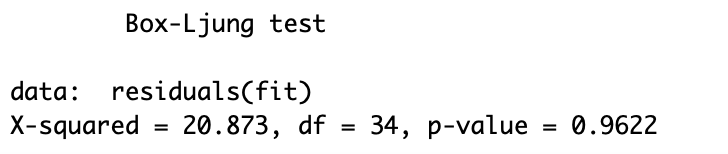 Box-Ljung test
data:  residuals(fit)
X-squared = 20.873, df = 34, p-value = 0.9622